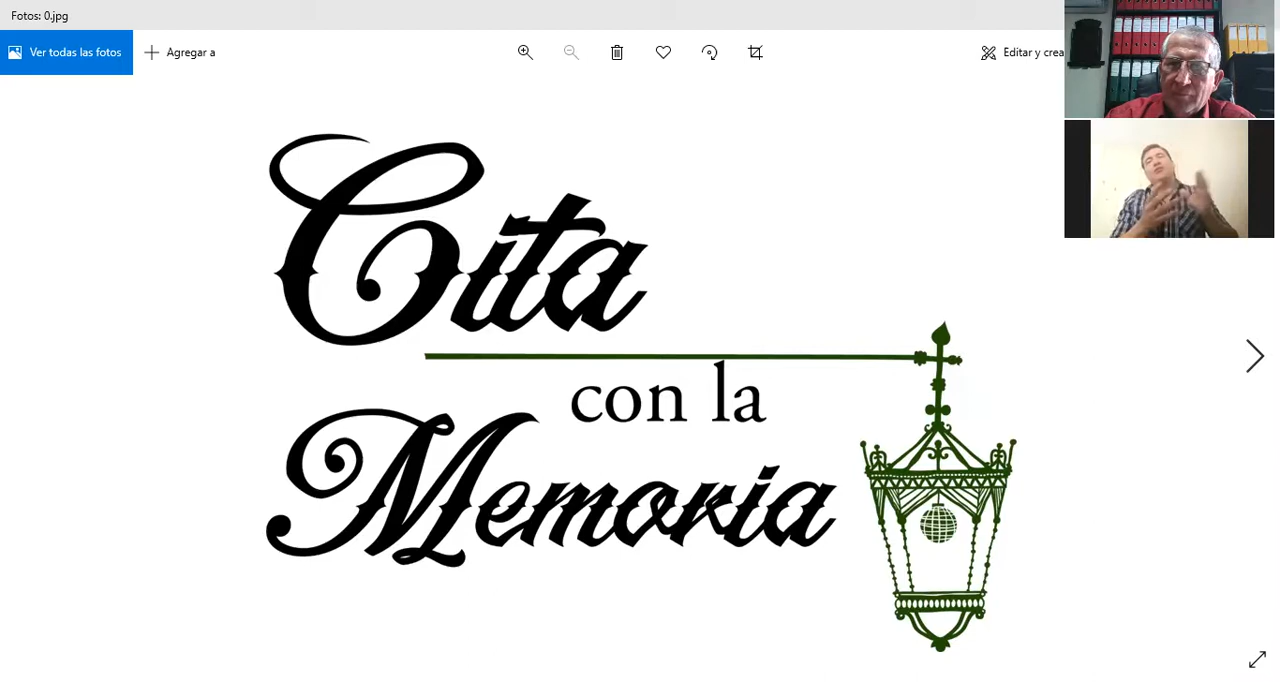 Fotos: 0.jpg
Ver todas las fotos
Agregar a
Editar y crea
Cita
con la
Memoria